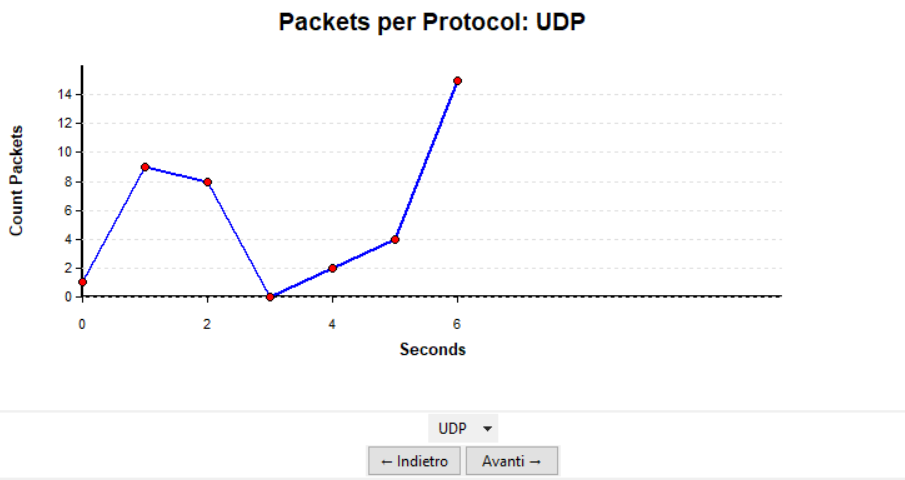 Packets per Protocol: UDP
Count Packets
14
12
10
8
6
4
2
0
0 2 4 6
Seconds
UDP
← Indietro Avanti →